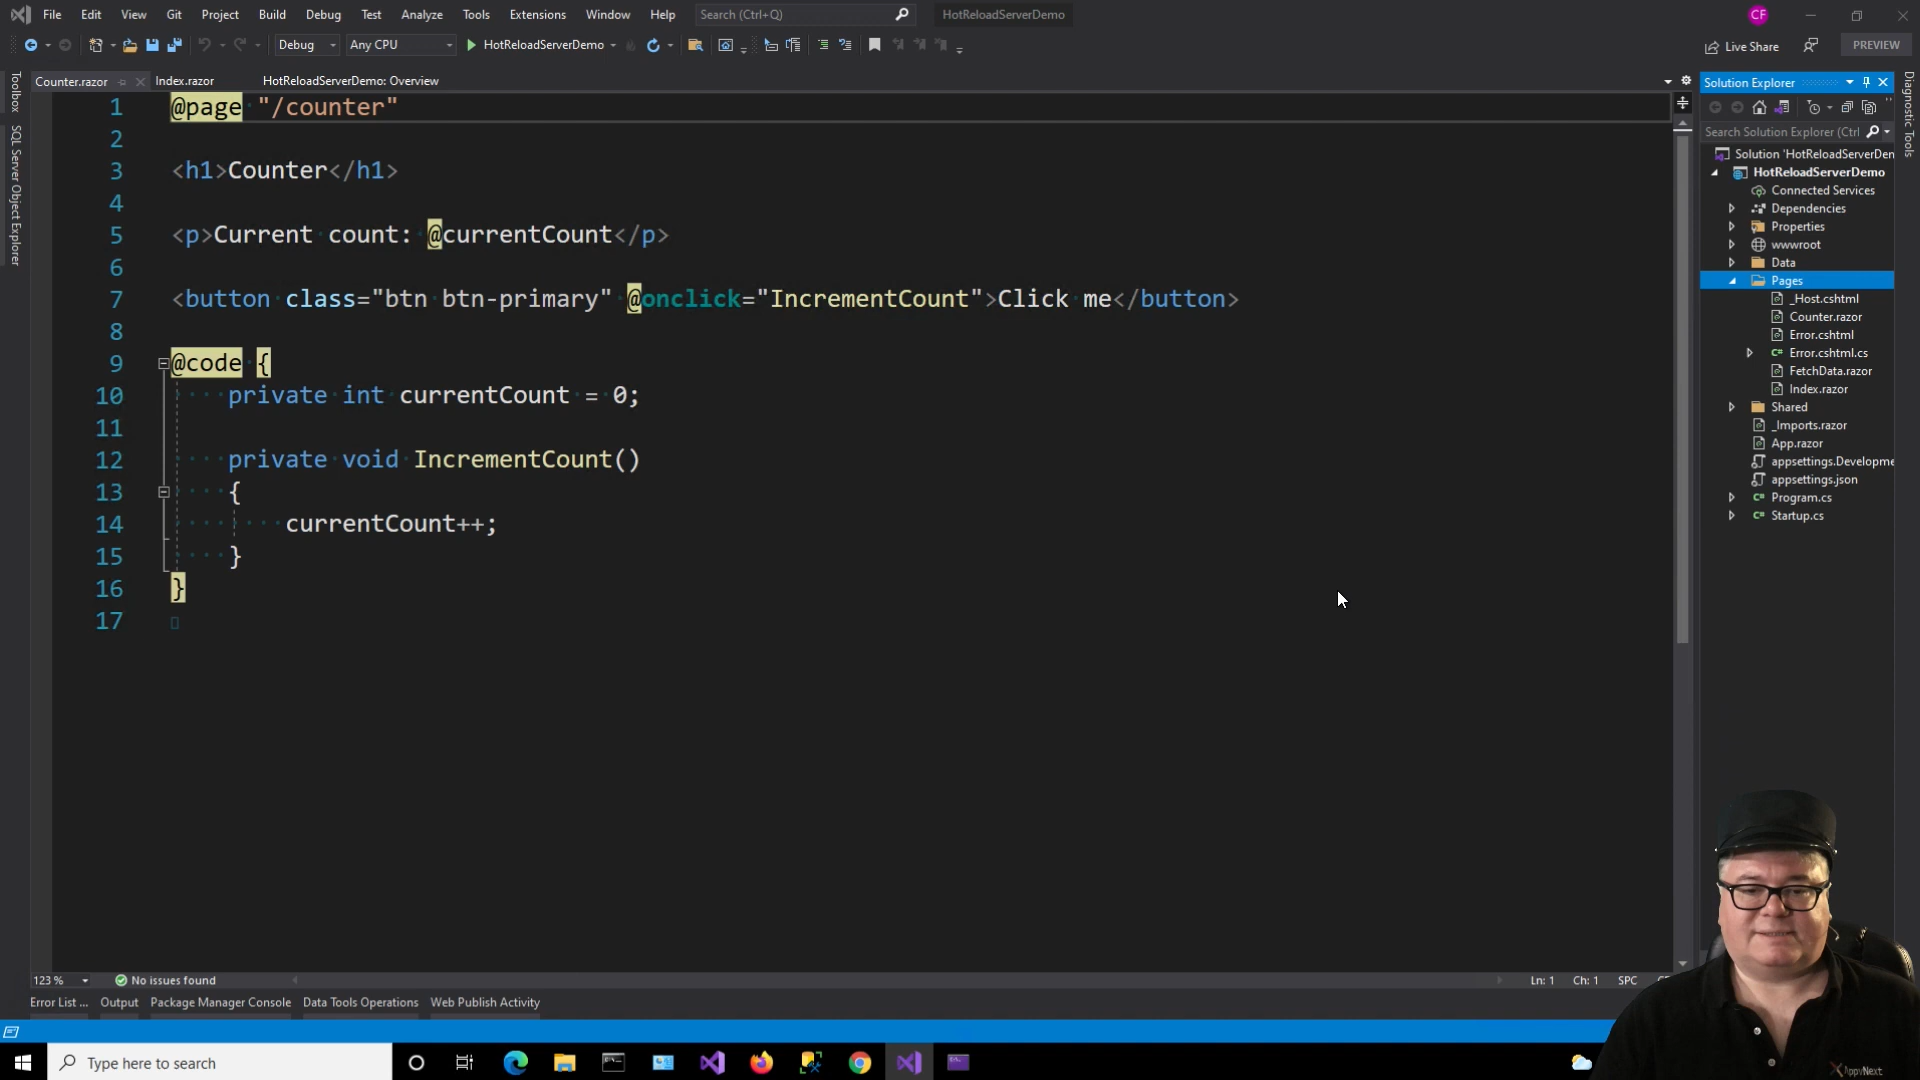 File Edit View Git Project Build Debug Test Analyze Tools Extensions Window Help Search (Ctrl+Q) HotReloadServerDemo CF
Debug Any CPU HotReloadServerDemo Live Share PREVIEW
Toolbox
SQL Server Object Explorer
Counter.razor Index.razor HotReloadServerDemo: Overview
1 @page "/counter"
2
3 <h1>Counter</h1>
4
5 <p>Current count: @currentCount</p>
6
7 <button class="btn btn-primary" @onclick="IncrementCount">Click me</button>
8
9 @code {
10 private int currentCount = 0;
11
12 private void IncrementCount()
13 {
14 currentCount++;
15 }
16 }
17
Solution Explorer
Search Solution Explorer (Ctrl
Solution 'HotReloadServerDen
HotReloadServerDemo
Connected Services
Dependencies
Properties
wwwroot
Data
Pages
_Host.cshtml
Counter.razor
Error.cshtml
C# Error.cshtml.cs
FetchData.razor
Index.razor
Shared
_Imports.razor
App.razor
appsettings.Developme
appsettings.json
C# Program.cs
C# Startup.cs
Diagnostic Tools
123 % No issues found Ln: 1 Ch: 1 SPC
Error List ... Output Package Manager Console Data Tools Operations Web Publish Activity
Type here to search
AppvNext